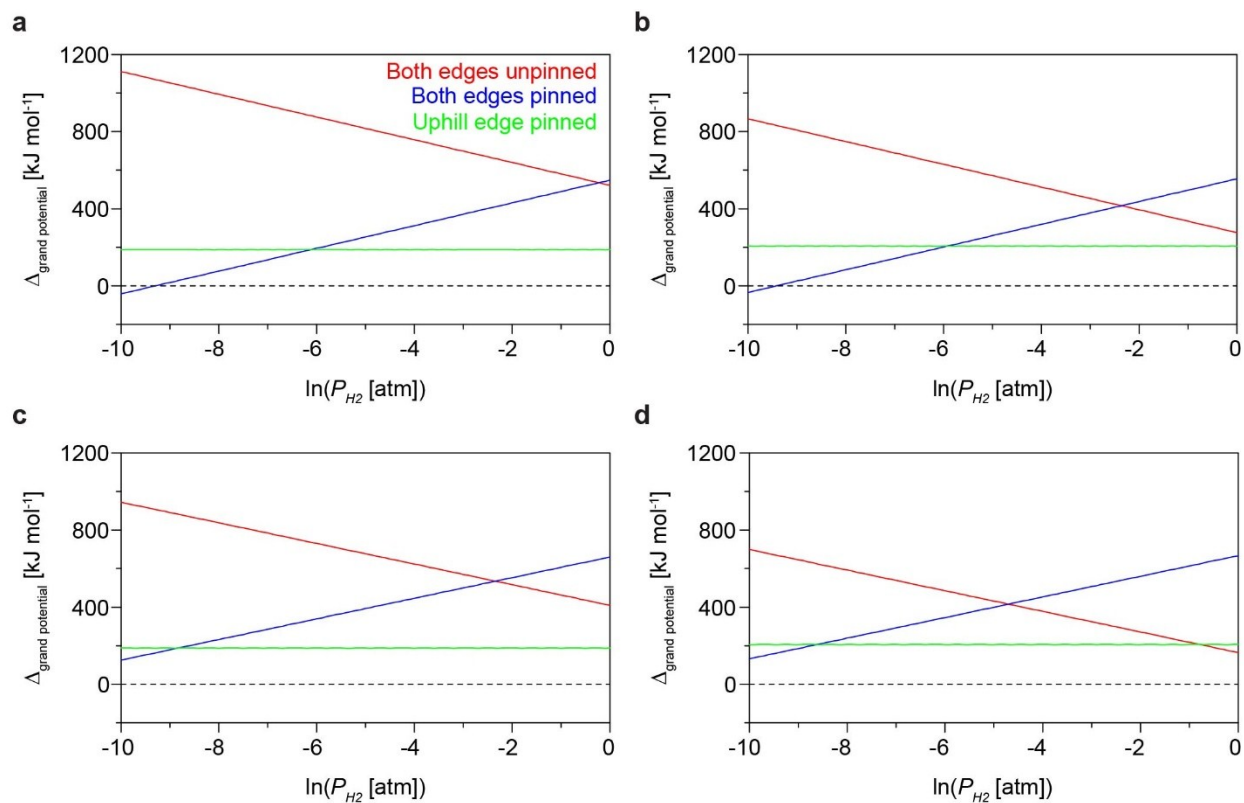 a
b
1200
800
400
0
Δgrand potential [kJ mol-1]
Both edges unpinned
Both edges pinned
Uphill edge pinned
-10
-8
-6
-4
-2
0
ln(PH2 [atm])
1200
800
400
0
Δgrand potential [kJ mol-1]
-10
-8
-6
-4
-2
0
ln(PH2 [atm])
c
d
1200
800
400
0
Δgrand potential [kJ mol-1]
-10
-8
-6
-4
-2
0
ln(PH2 [atm])
1200
800
400
0
Δgrand potential [kJ mol-1]
-10
-8
-6
-4
-2
0
ln(PH2 [atm])